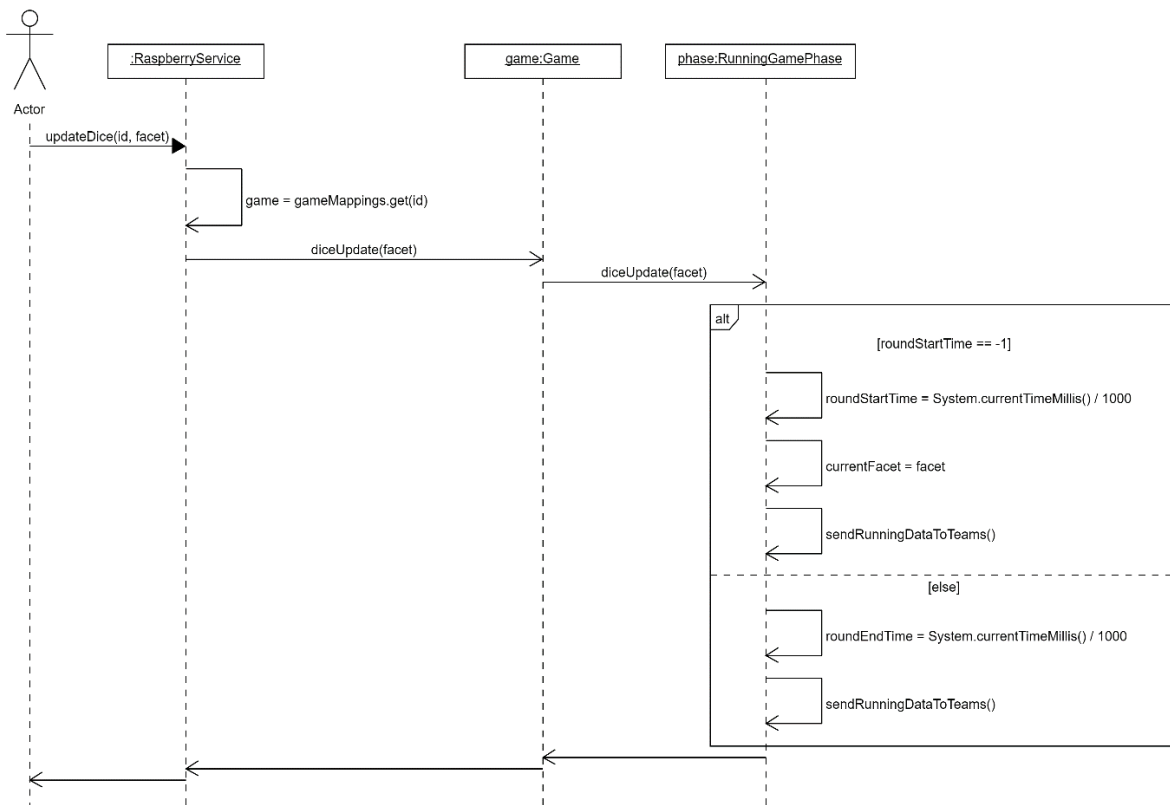 :RaspberryService
game:Game
phase:RunningGamePhase
Actor
updateDice(id, facet)
game = gameMappings.get(id)
diceUpdate(facet)
diceUpdate(facet)
alt
[roundStartTime == -1]
roundStartTime = System.currentTimeMillis() / 1000
currentFacet = facet
sendRunningDataToTeams()
[else]
roundEndTime = System.currentTimeMillis() / 1000
sendRunningDataToTeams()